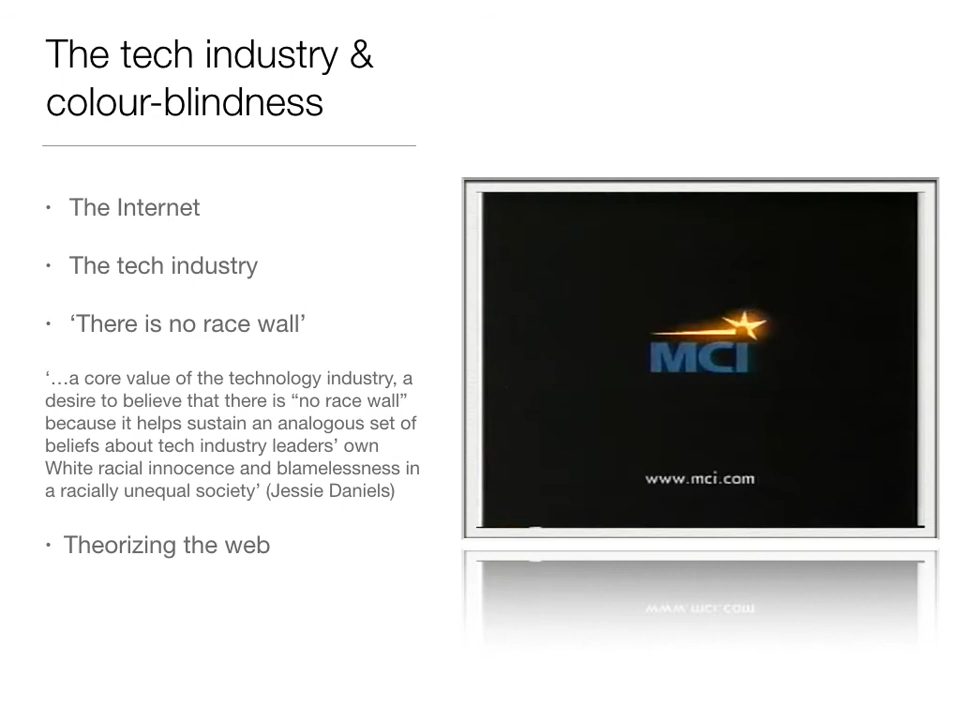 The tech industry &
colour-blindness
• The Internet
• The tech industry
• ‘There is no race wall’
‘…a core value of the technology industry, a
desire to believe that there is “no race wall”
because it helps sustain an analogous set of
beliefs about tech industry leaders’ own
White racial innocence and blamelessness in
a racially unequal society’ (Jessie Daniels)
• Theorizing the web
MCI
www.mci.com